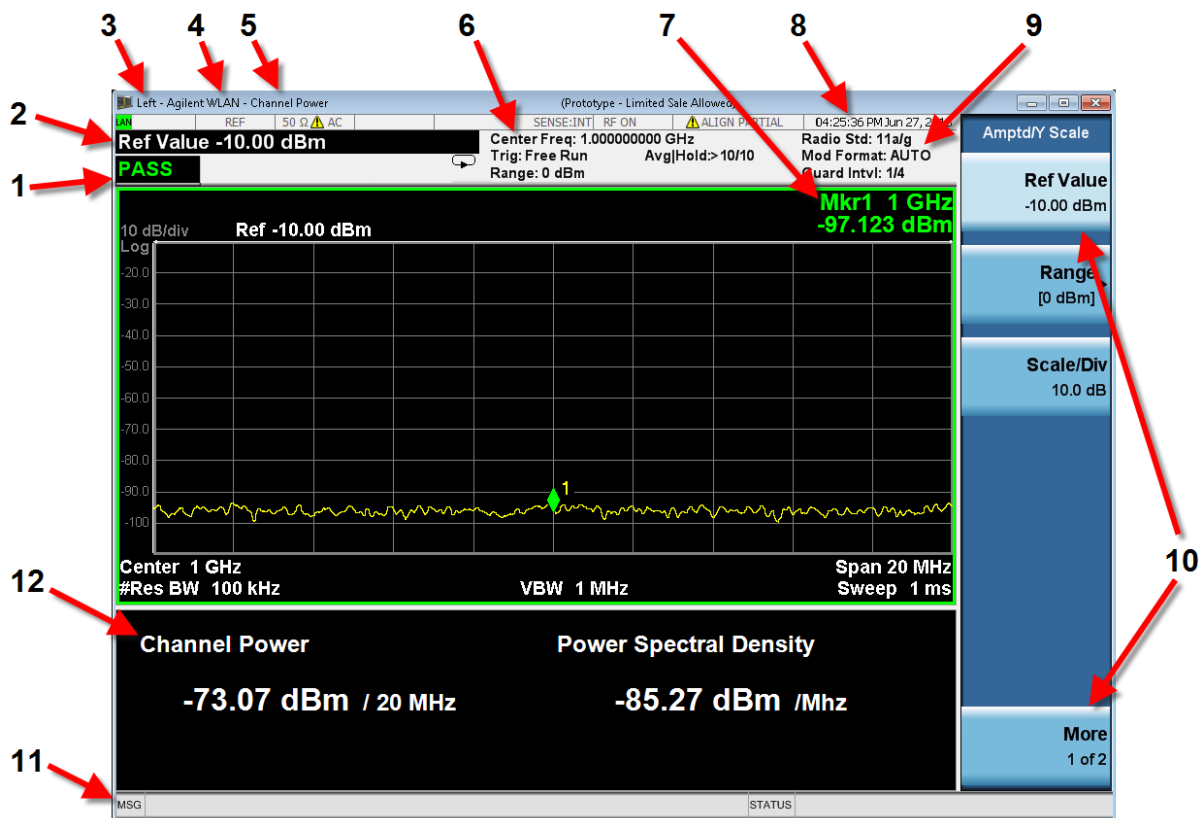 3 4 5 6 7 8 9
Left - Agilent WLAN - Channel Power (Prototype - Limited Sale Allowed)
LAN REF 50 Ω AC SENSE:INT RF ON ALIGN PARTIAL 04:25:36 PM Jun 27,
2
Ref Value -10.00 dBm
Center Freq: 1.000000000 GHz
Trig: Free Run Avg|Hold:> 10/10
Range: 0 dBm
Radio Std: 11a/g
Mod Format: AUTO
Guard Intvl: 1/4
Amptd/Y Scale
1
PASS
Mkr1 1 GHz
-97.123 dBm
10 dB/div Ref -10.00 dBm
Log
-20.0
-30.0
-40.0
-50.0
-60.0
-70.0
-80.0
-90.0
-100
1
Center 1 GHz Span 20 MHz
#Res BW 100 kHz VBW 1 MHz Sweep 1 ms
Ref Value
-10.00 dBm
Range
[0 dBm]
Scale/Div
10.0 dB
10
12
Channel Power Power Spectral Density
-73.07 dBm / 20 MHz -85.27 dBm /Mhz
More
1 of 2
11
MSG STATUS